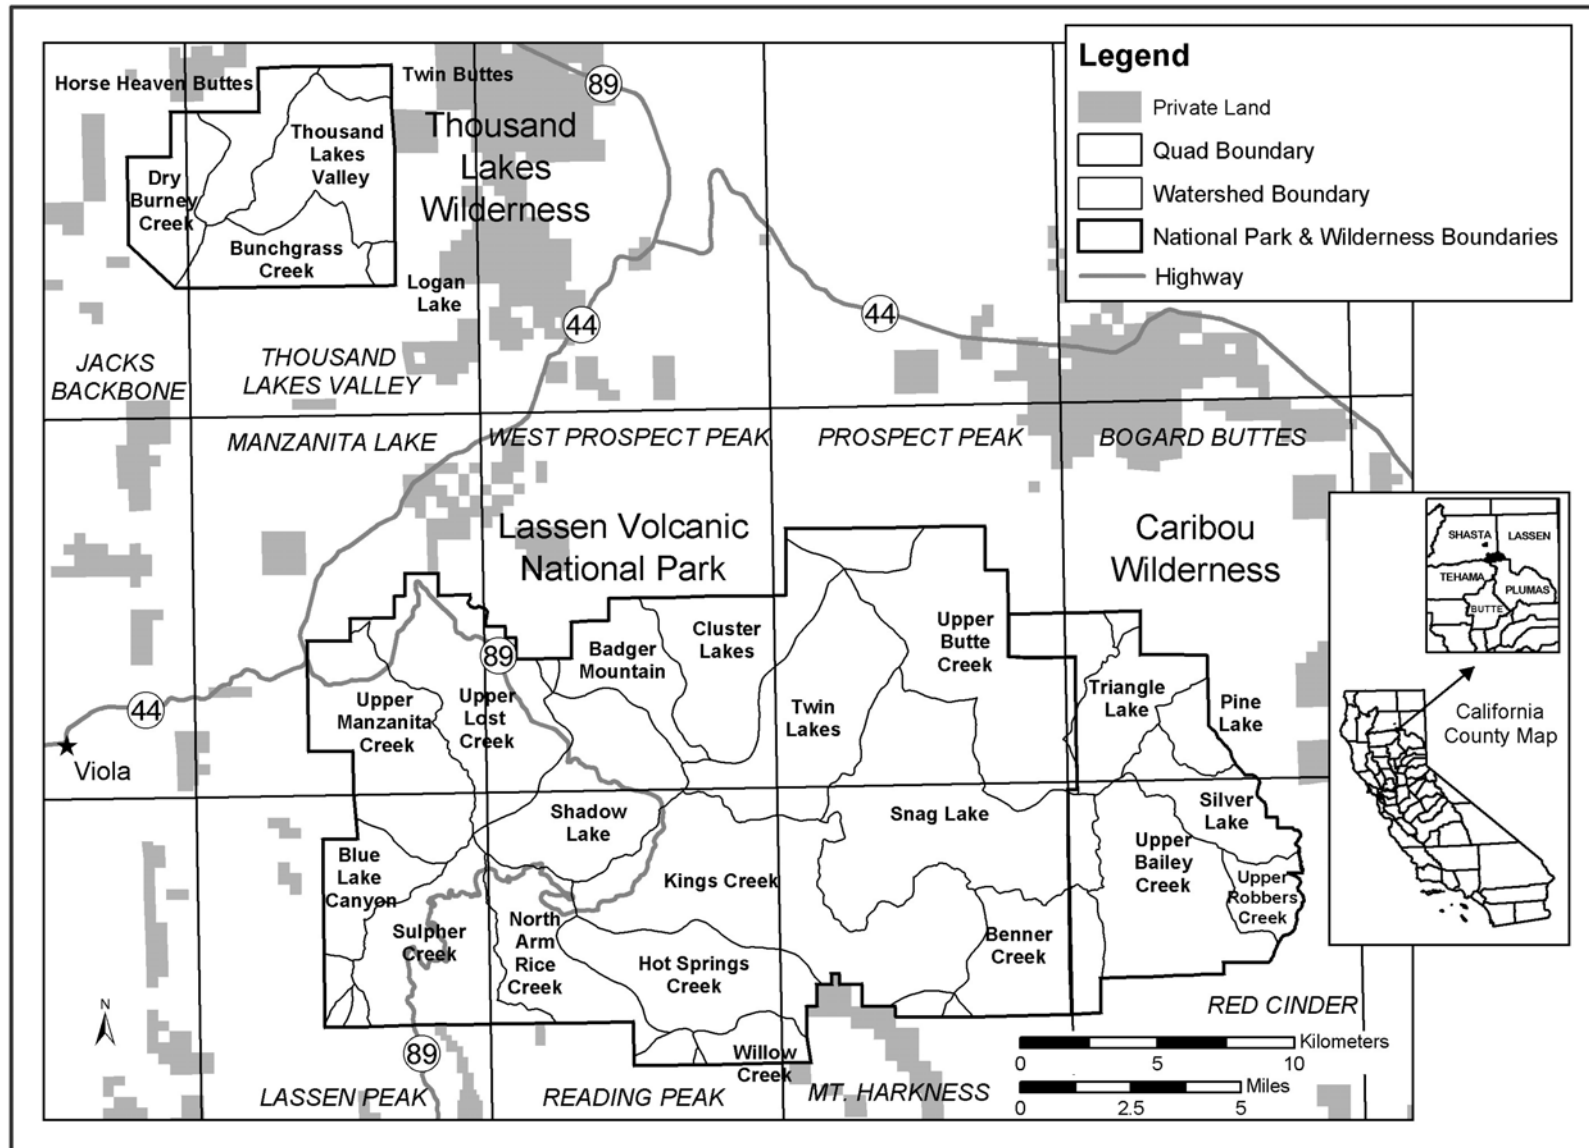 Legend
Private Land
Quad Boundary
Watershed Boundary
National Park & Wilderness Boundaries
Highway
Horse Heaven Buttes
Twin Buttes
89
Thousand
Lakes
Wilderness
Thousand
Lakes
Valley
Dry
Burney
Creek
Bunchgrass
Creek
Logan
Lake
44
44
JACKS
BACKBONE
THOUSAND
LAKES VALLEY
MANZANITA LAKE
WEST PROSPECT PEAK
PROSPECT PEAK
BOGARD BUTTES
Lassen Volcanic
National Park
Caribou
Wilderness
SHASTA
LASSEN
TEHAMA
PLUMAS
BUTTE
California
County Map
Badger
Mountain
Cluster
Lakes
Upper
Butte
Creek
89
Upper
Manzanita
Creek
Upper
Lost
Creek
Twin
Lakes
Triangle
Lake
Pine
Lake
44
Viola
Shadow
Lake
Snag Lake
Silver
Lake
Blue
Lake
Canyon
Kings Creek
Upper
Bailey
Creek
Upper
Robbers
Creek
Sulpher
Creek
North
Arm
Rice
Creek
Hot Springs
Creek
Benner
Creek
RED CINDER
N
89
Willow
Creek
LASSEN PEAK
READING PEAK
MT. HARKNESS
Kilometers
0 5 10
Miles
0 2.5 5